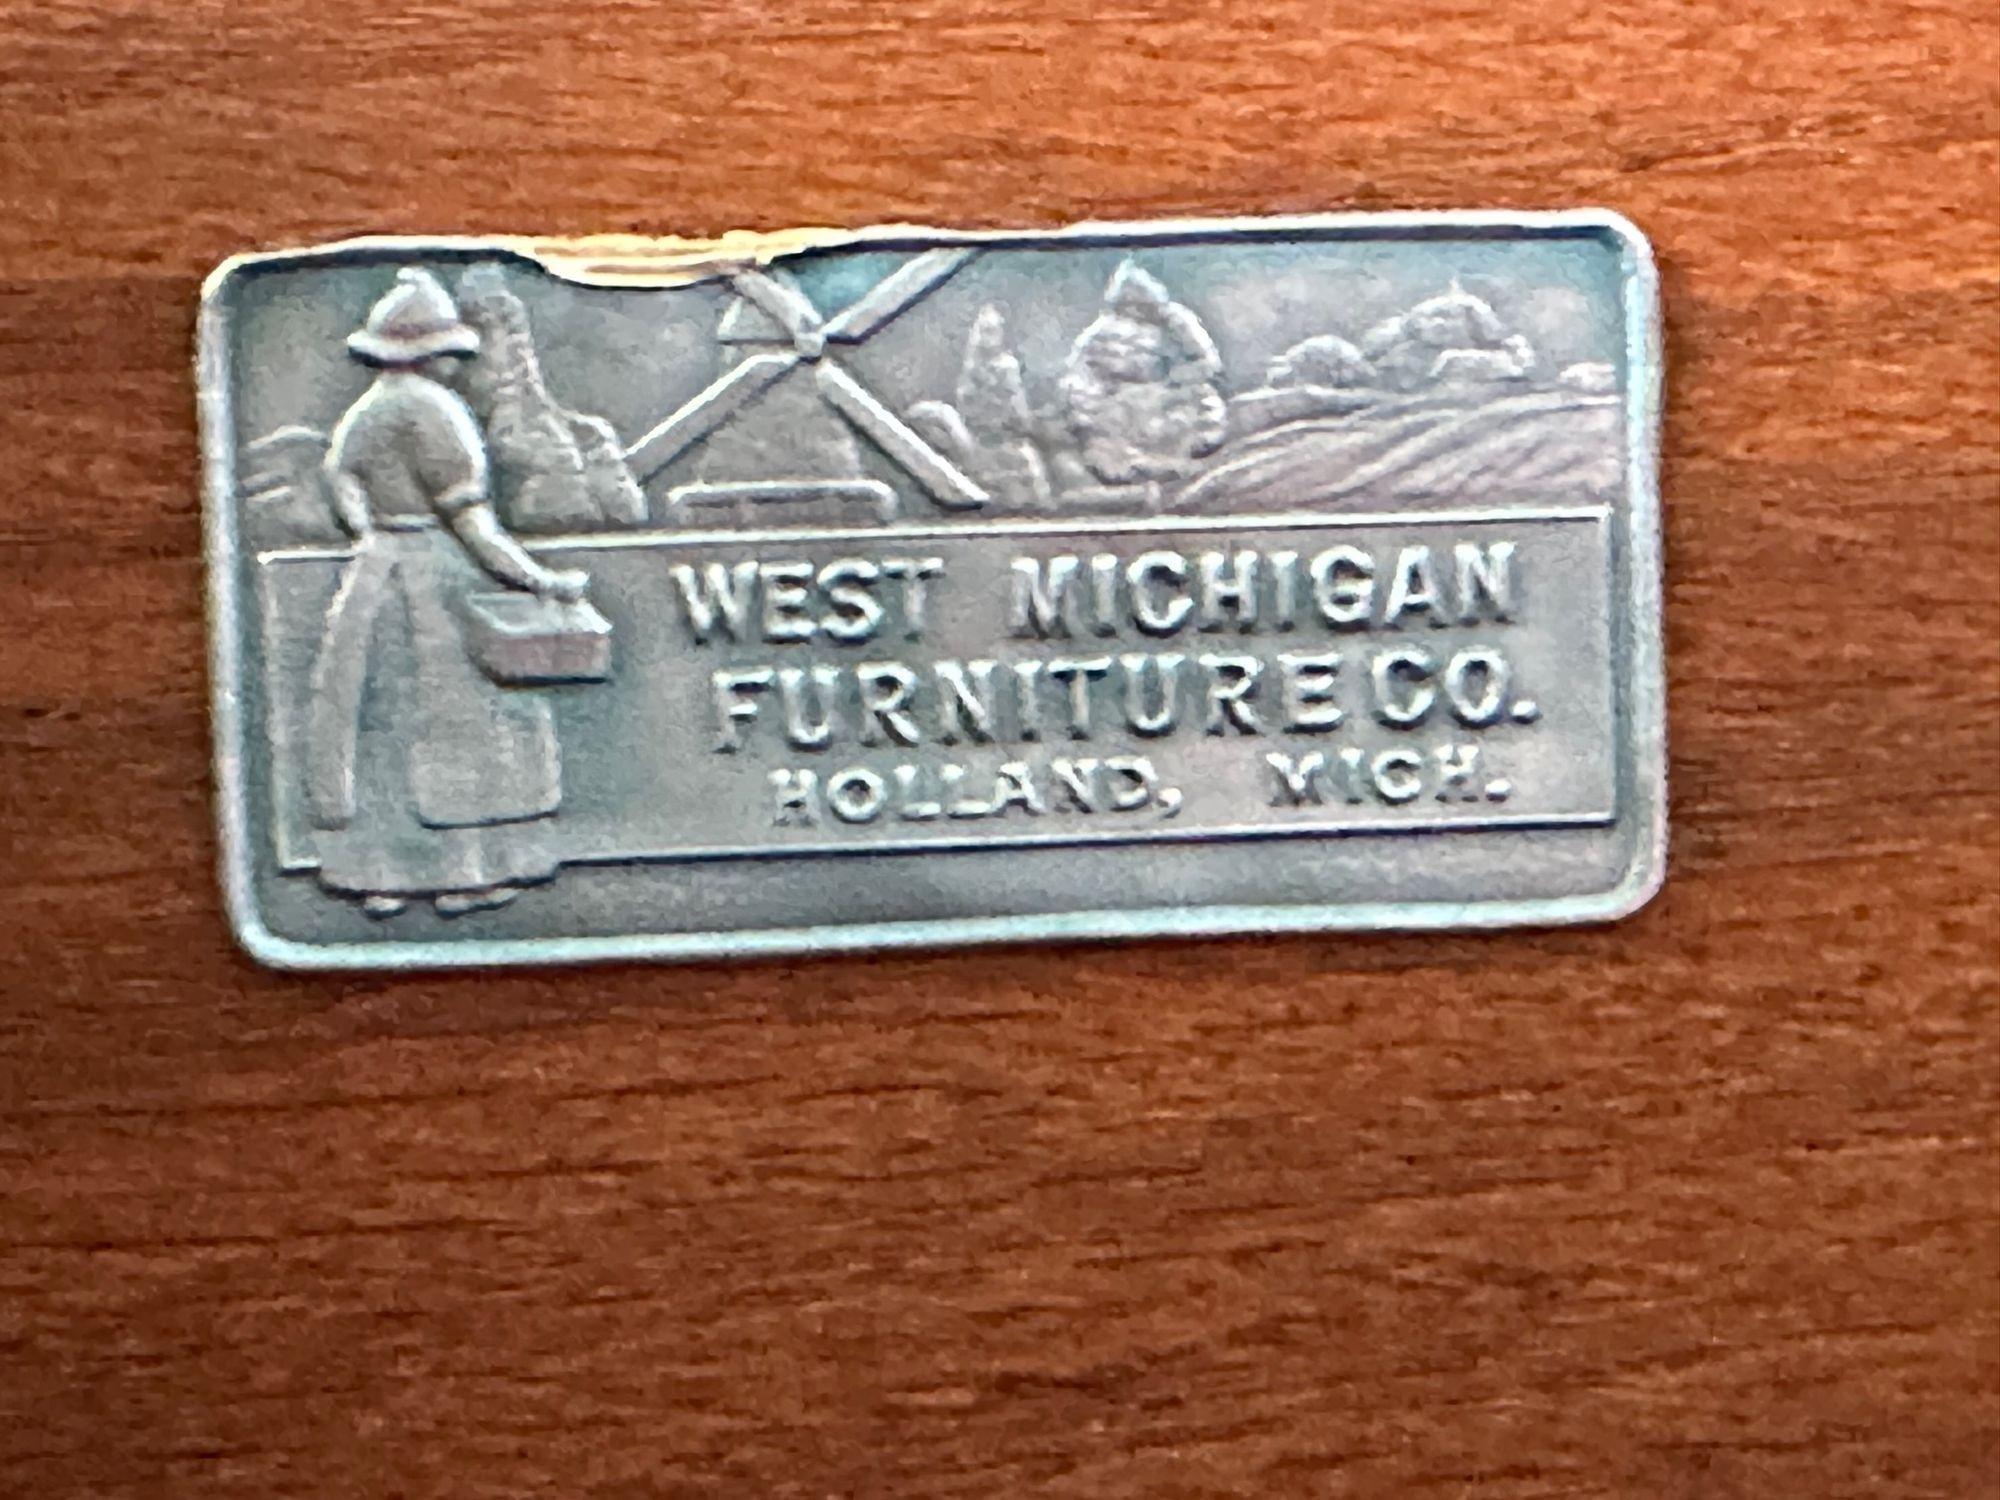 WEST MICHIGAN
FURNITURE CO.
HOLLAND, MICH.